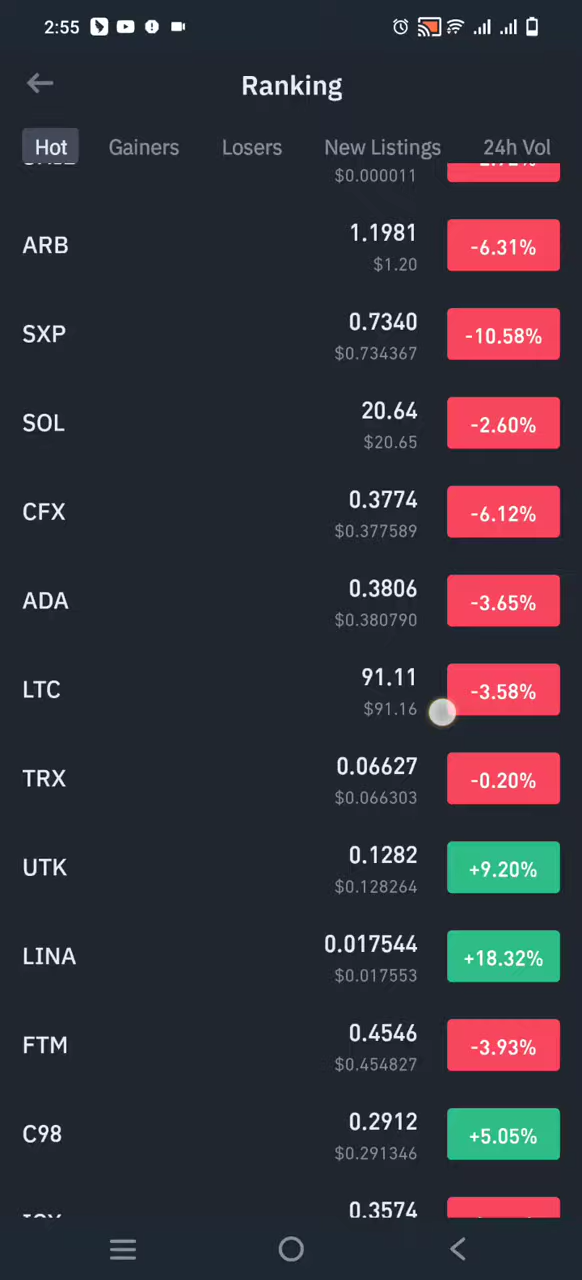 2:55
Ranking
Hot Gainers Losers New Listings 24h Vol
$0.000011
ARB 1.1981 -6.31%
$1.20
SXP 0.7340 -10.58%
$0.734367
SOL 20.64 -2.60%
$20.65
CFX 0.3774 -6.12%
$0.377589
ADA 0.3806 -3.65%
$0.380790
LTC 91.11 -3.58%
$91.16
TRX 0.06627 -0.20%
$0.066303
UTK 0.1282 +9.20%
$0.128264
LINA 0.017544 +18.32%
$0.017553
FTM 0.4546 -3.93%
$0.454827
C98 0.2912 +5.05%
$0.291346
0.3574